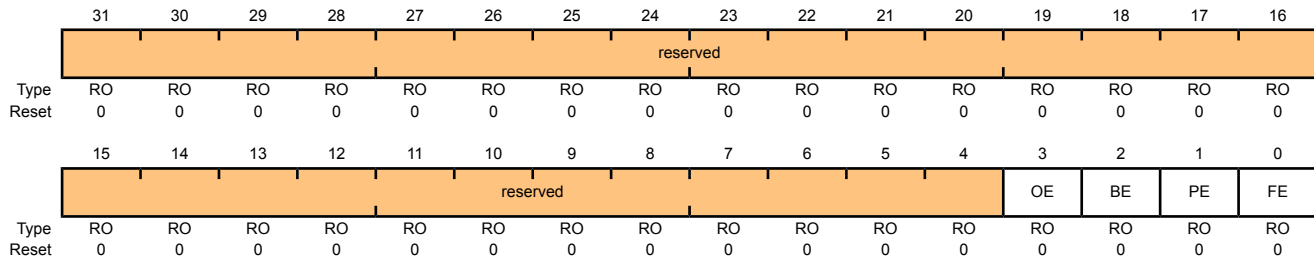 31 30 29 28 27 26 25 24 23 22 21 20 19 18 17 16
reserved
Type RO RO RO RO RO RO RO RO RO RO RO RO RO RO RO RO
Reset 0 0 0 0 0 0 0 0 0 0 0 0 0 0 0 0
15 14 13 12 11 10 9 8 7 6 5 4 3 2 1 0
reserved OE BE PE FE
Type RO RO RO RO RO RO RO RO RO RO RO RO RO RO RO RO
Reset 0 0 0 0 0 0 0 0 0 0 0 0 0 0 0 0